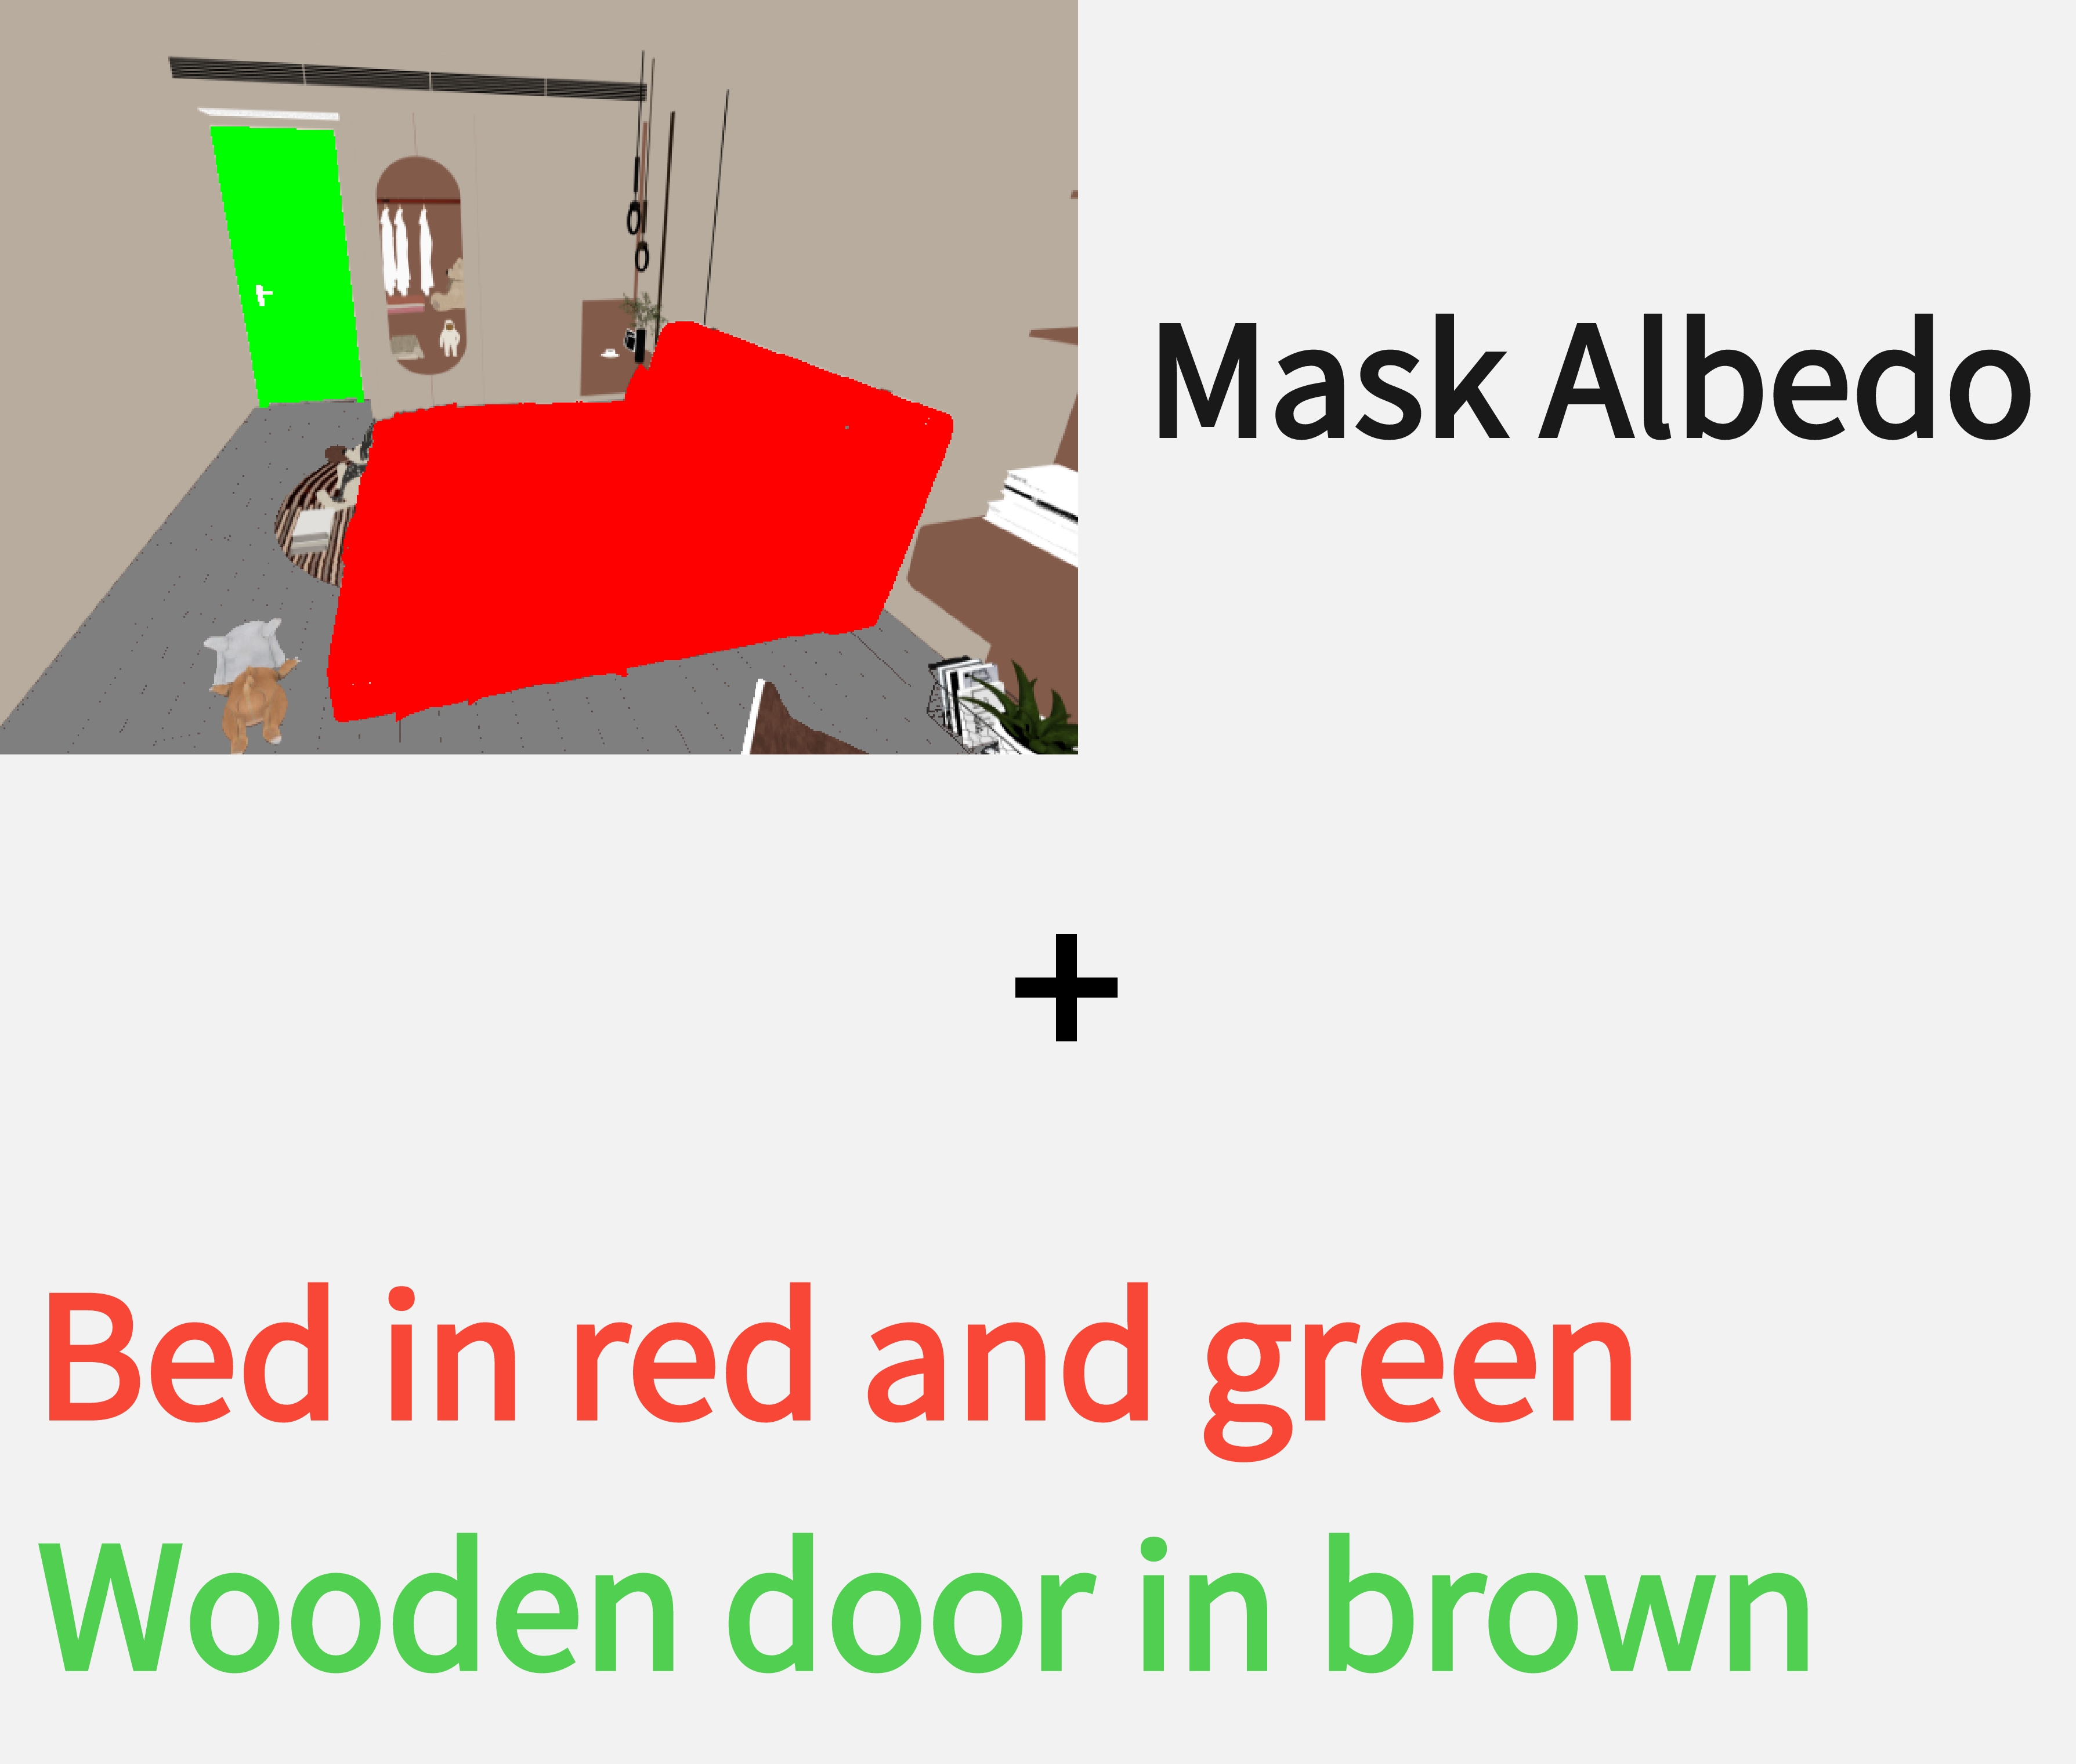 Mask Albedo
+
Bed in red and green
Wooden door in brown